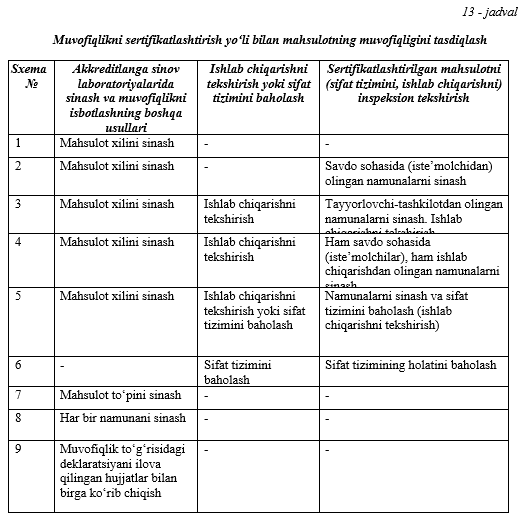 13 - jadval
Muvofiqlikni sertifikatlashtirish yo‘li bilan mahsulotning muvofiqligini tasdiqlash
Sxema
№
Akkreditlanga sinov
laboratoriyalarida
sinash va muvofiqlikni
isbotlashning boshqa
usullari
Ishlab chiqarishni
tekshirish yoki sifat
tizimini baholash
Sertifikatlashtirilgan mahsulotni
(sifat tizimini, ishlab chiqarishni)
inspeksion tekshirish
1
Mahsulot xilini sinash
-
-
2
Mahsulot xilini sinash
-
Savdo sohasida (iste’molchidan)
olingan namunalarni sinash
3
Mahsulot xilini sinash
Ishlab chiqarishni
tekshirish
Tayyorlovchi-tashkilotdan olingan
namunalarni sinash. Ishlab
chiqarishni tekshirish
4
Mahsulot xilini sinash
Ishlab chiqarishni
tekshirish
Ham savdo sohasida
(iste’molchilar), ham ishlab
chiqarishdan olingan namunalarni
sinash
5
Mahsulot xilini sinash
Ishlab chiqarishni
tekshirish yoki sifat
tizimini baholash
Namunalarni sinash va sifat
tizimini baholash (ishlab
chiqarishni tekshirish)
6
-
Sifat tizimini
baholash
Sifat tizimining holatini baholash
7
Mahsulot to‘pini sinash
-
-
8
Har bir namunani sinash
-
-
9
Muvofiqlik to‘g‘risidagi
deklaratsiyani ilova
qilingan hujjatlar bilan
birga ko‘rib chiqish
-
-